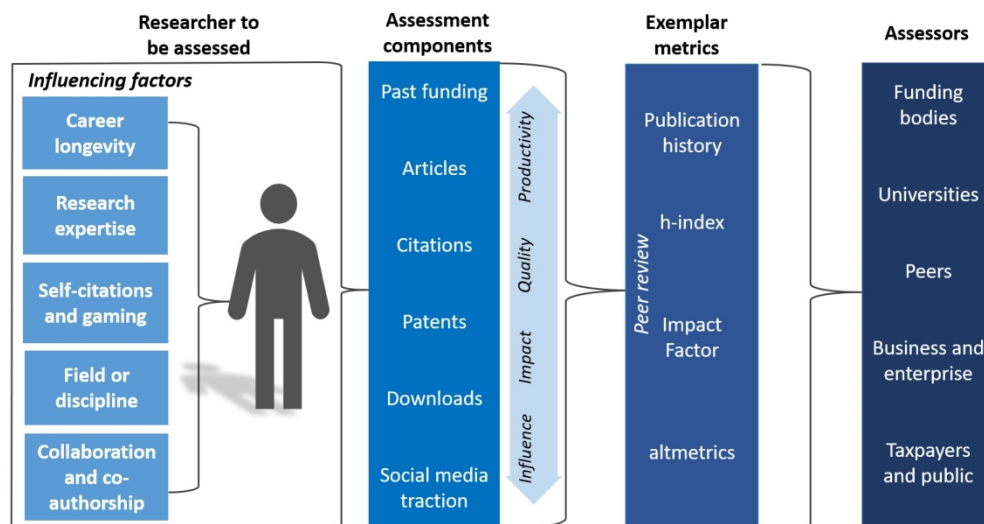 Researcher to
be assessed
Influencing factors
Career
longevity
Research
expertise
Self-citations
and gaming
Field or
discipline
Collaboration
and co-
authorship
Assessment
components
Past funding
Articles
Citations
Patents
Downloads
Social media
traction
Productivity
Quality
Impact
Influence
Exemplar
metrics
Peer review
Publication
history
h-index
Impact
Factor
altmetrics
Assessors
Funding
bodies
Universities
Peers
Business and
enterprise
Taxpayers
and public